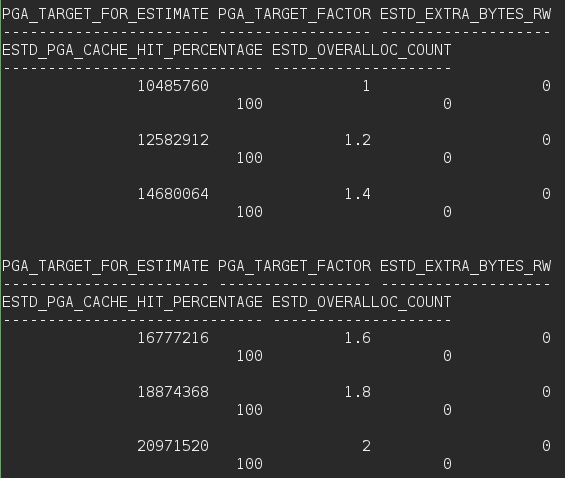 PGA_TARGET_FOR_ESTIMATE PGA_TARGET_FACTOR ESTD_EXTRA_BYTES_RW
----------------------- ----------------- -------------------
ESTD_PGA_CACHE_HIT_PERCENTAGE ESTD_OVERALLOC_COUNT
----------------------------- --------------------
               10485760                 1                   0
                          100                    0

               12582912               1.2                   0
                          100                    0

               14680064               1.4                   0
                          100                    0


PGA_TARGET_FOR_ESTIMATE PGA_TARGET_FACTOR ESTD_EXTRA_BYTES_RW
----------------------- ----------------- -------------------
ESTD_PGA_CACHE_HIT_PERCENTAGE ESTD_OVERALLOC_COUNT
----------------------------- --------------------
               16777216               1.6                   0
                          100                    0

               18874368               1.8                   0
                          100                    0

               20971520                 2                   0
                          100                    0